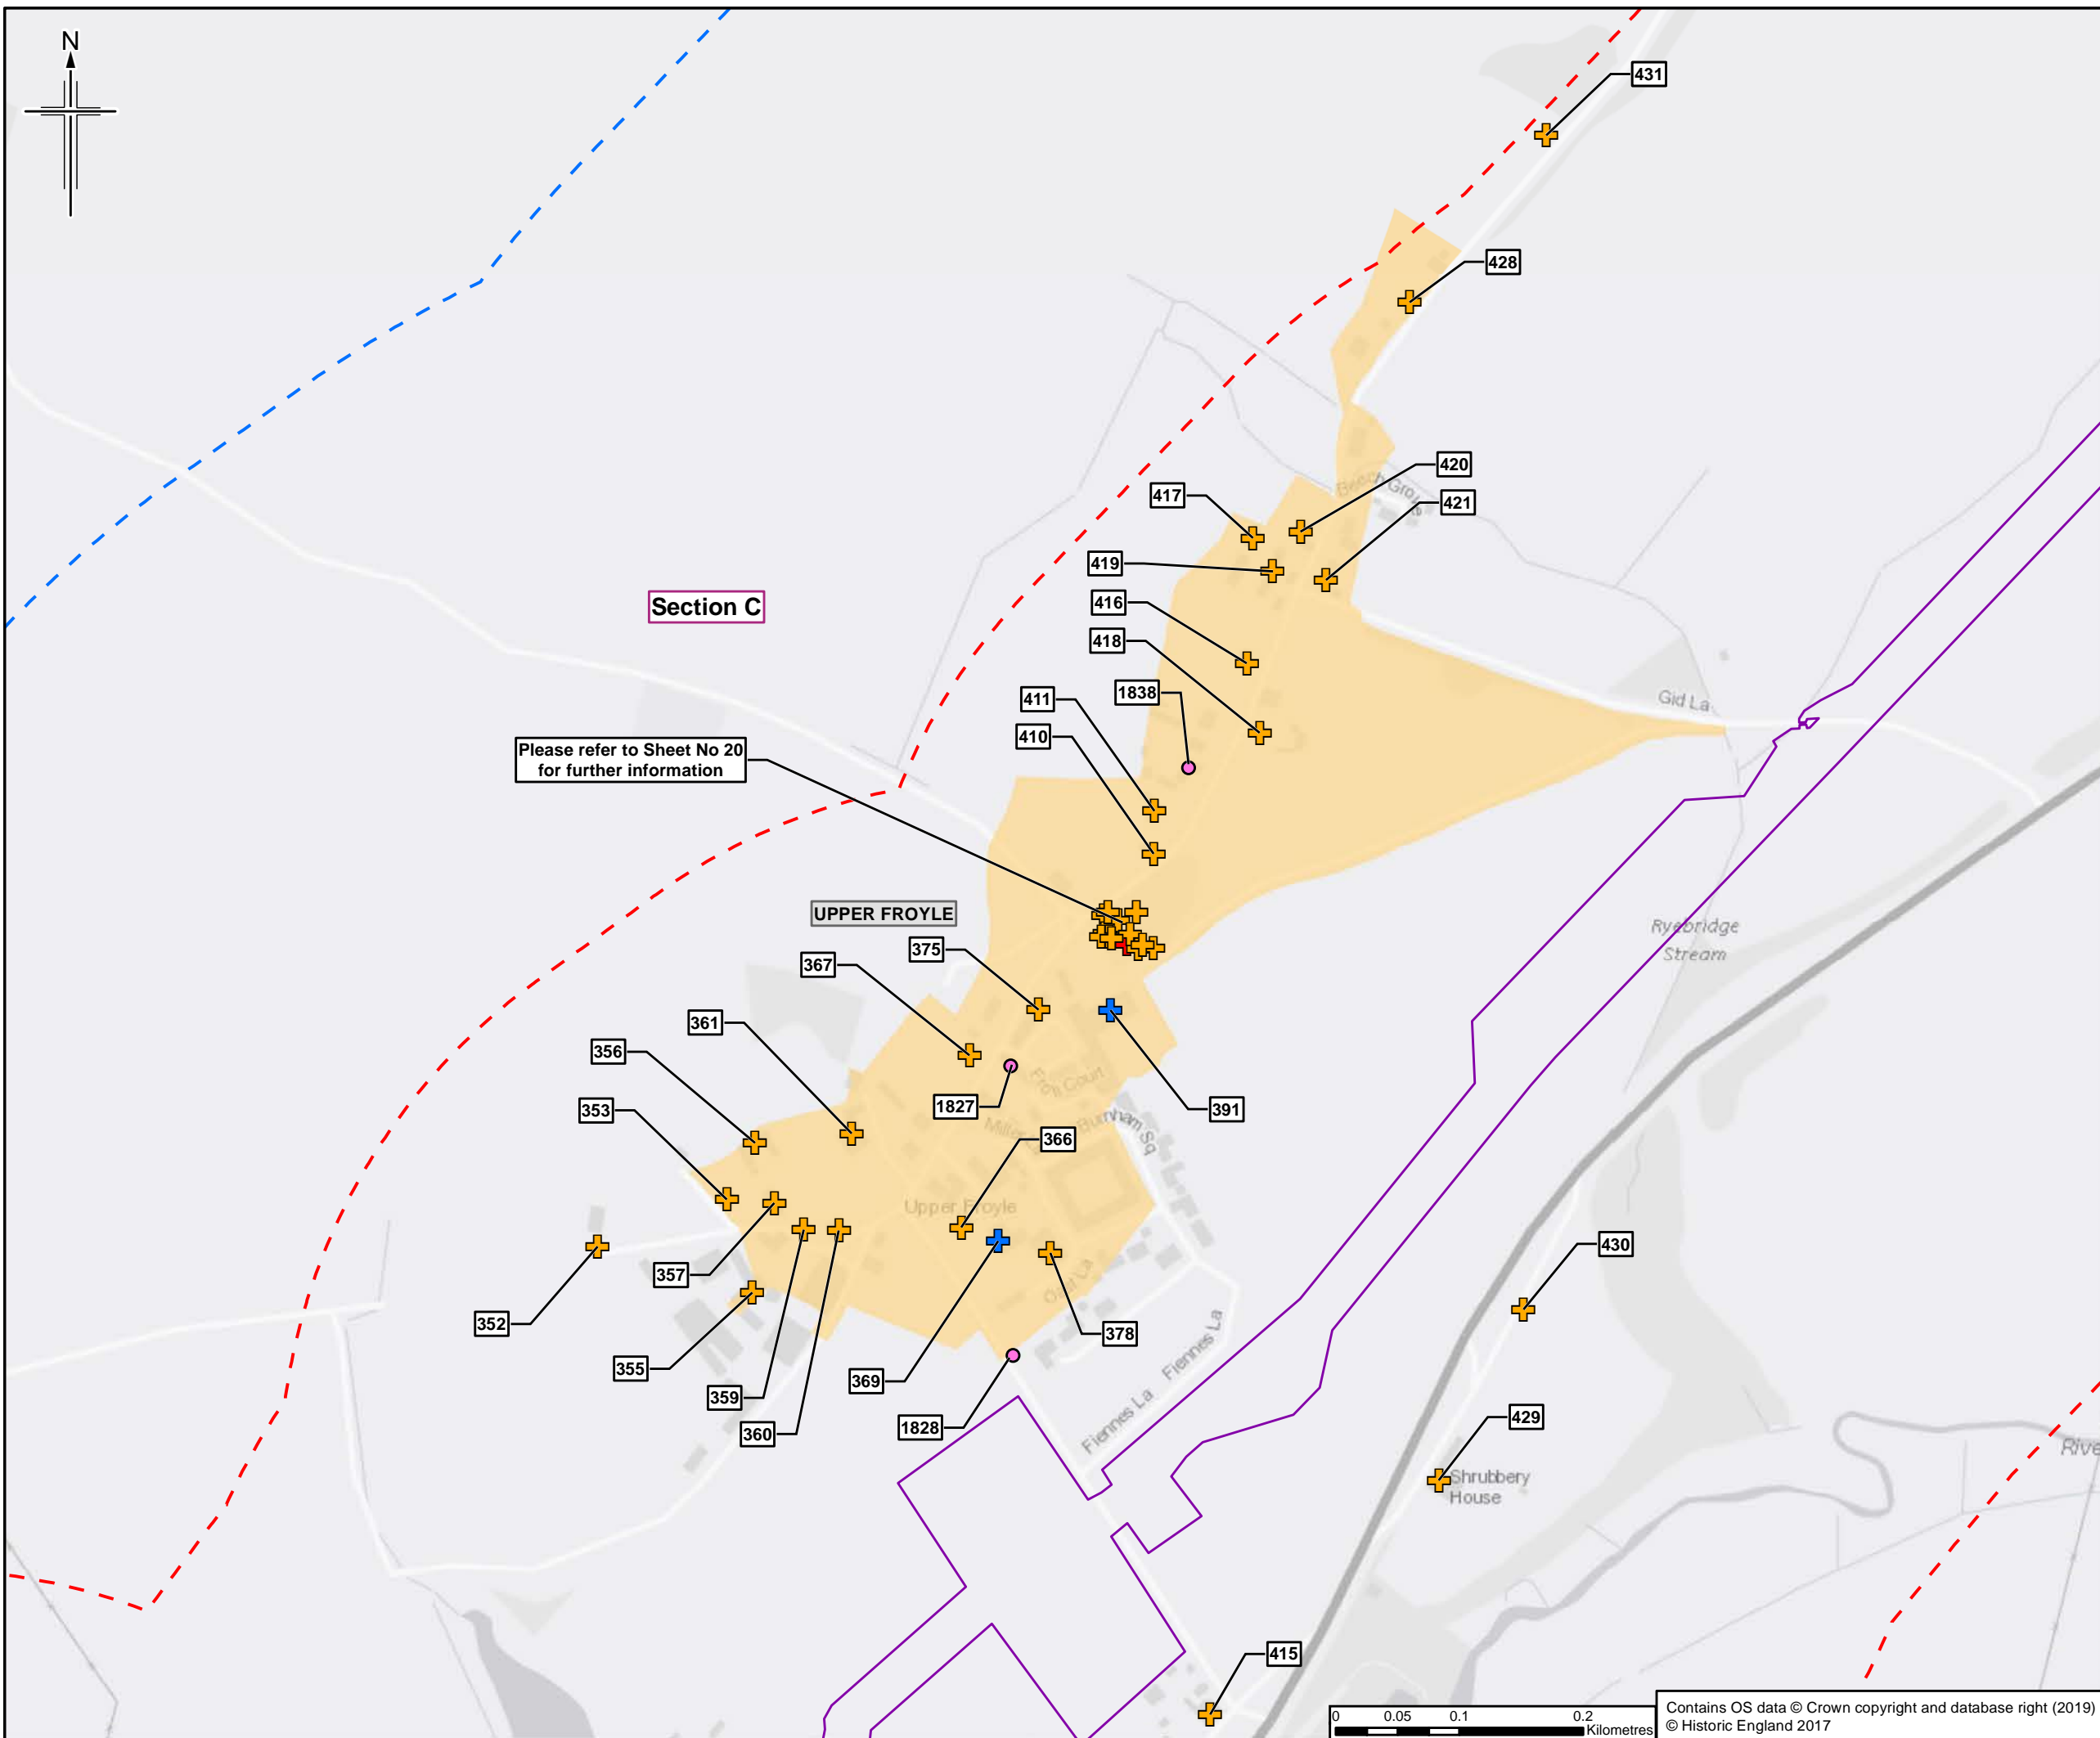 N
431
428
420
417
421
419
416
Section C
418
1838
Gid La
411
410
Please refer to Sheet No 20
for further information
UPPER FROYLE
Ryebridge
Stream
375
367
361
356
353
1827
391
Burnham Sq
366
Upper Froyle
430
357
352
378
355
369
359
Fiennes La
Fiennes La
429
1828
360
Shrubbery
House
415
0 0.05 0.1 0.2
Kilometres
Contains OS data © Crown copyright and database right (2019)
© Historic England 2017